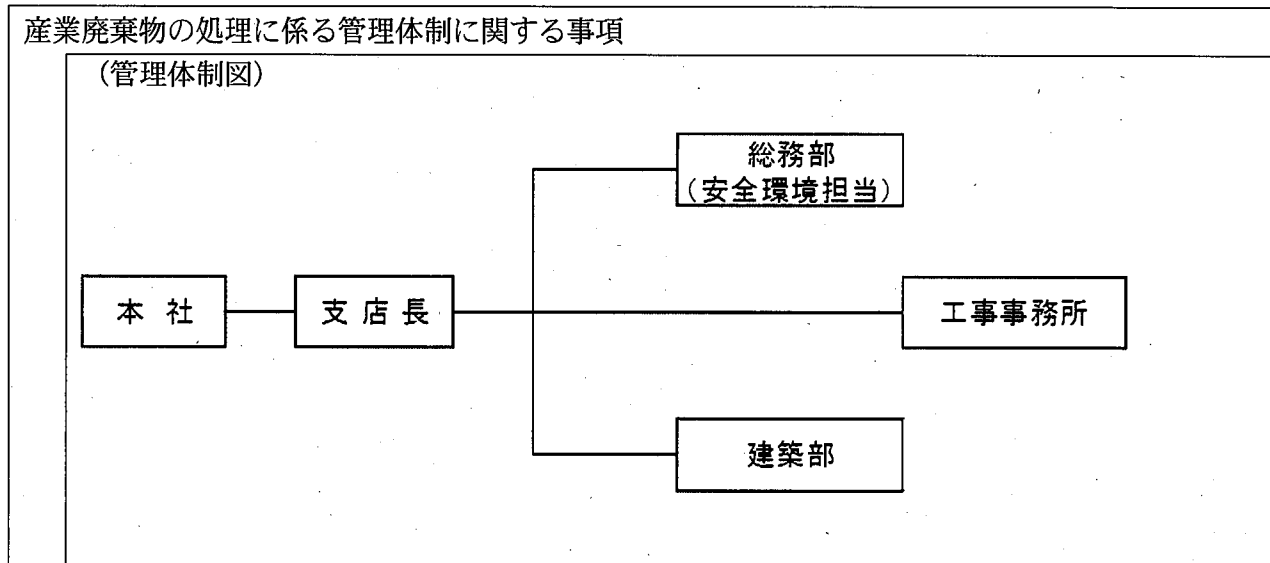 産業廃棄物の処理に係る管理体制に関する事項
（管理体制図）
総務部
（安全環境担当）
本社
支店長
工事事務所
建築部